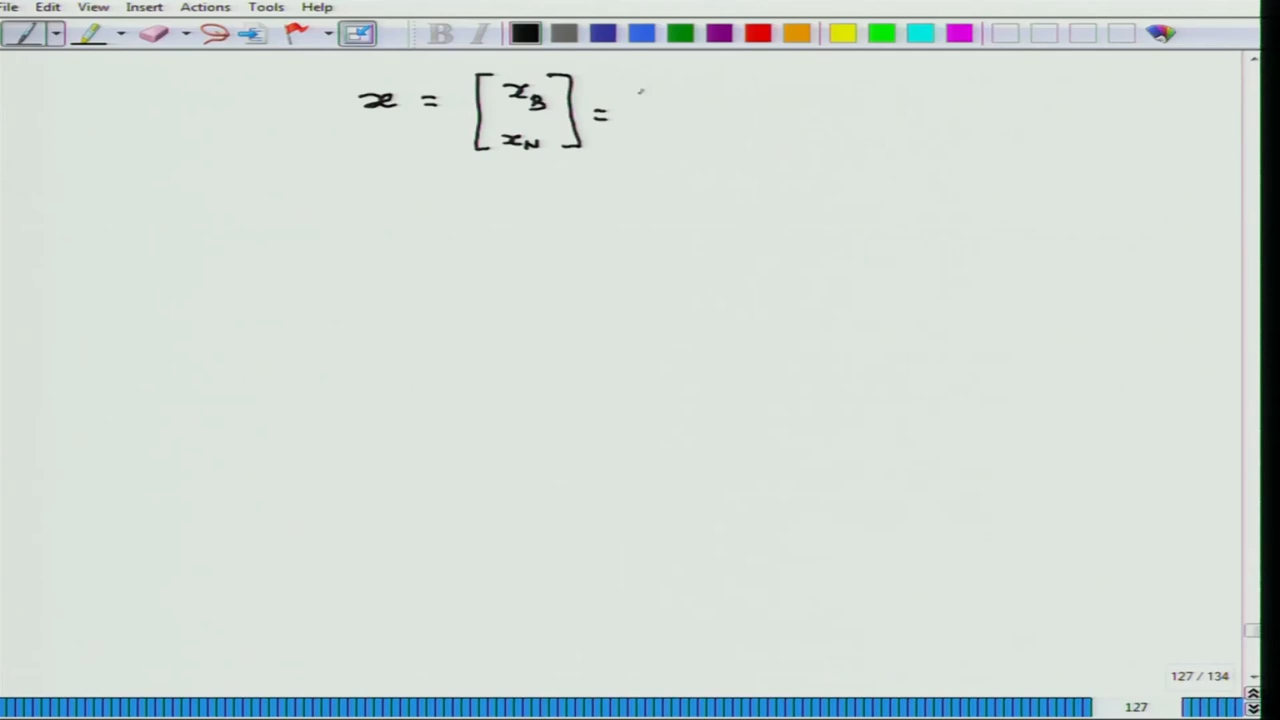 File Edit View Insert Actions Tools Help
B I
x = [ x_B
x_N ] =
127 / 134
127